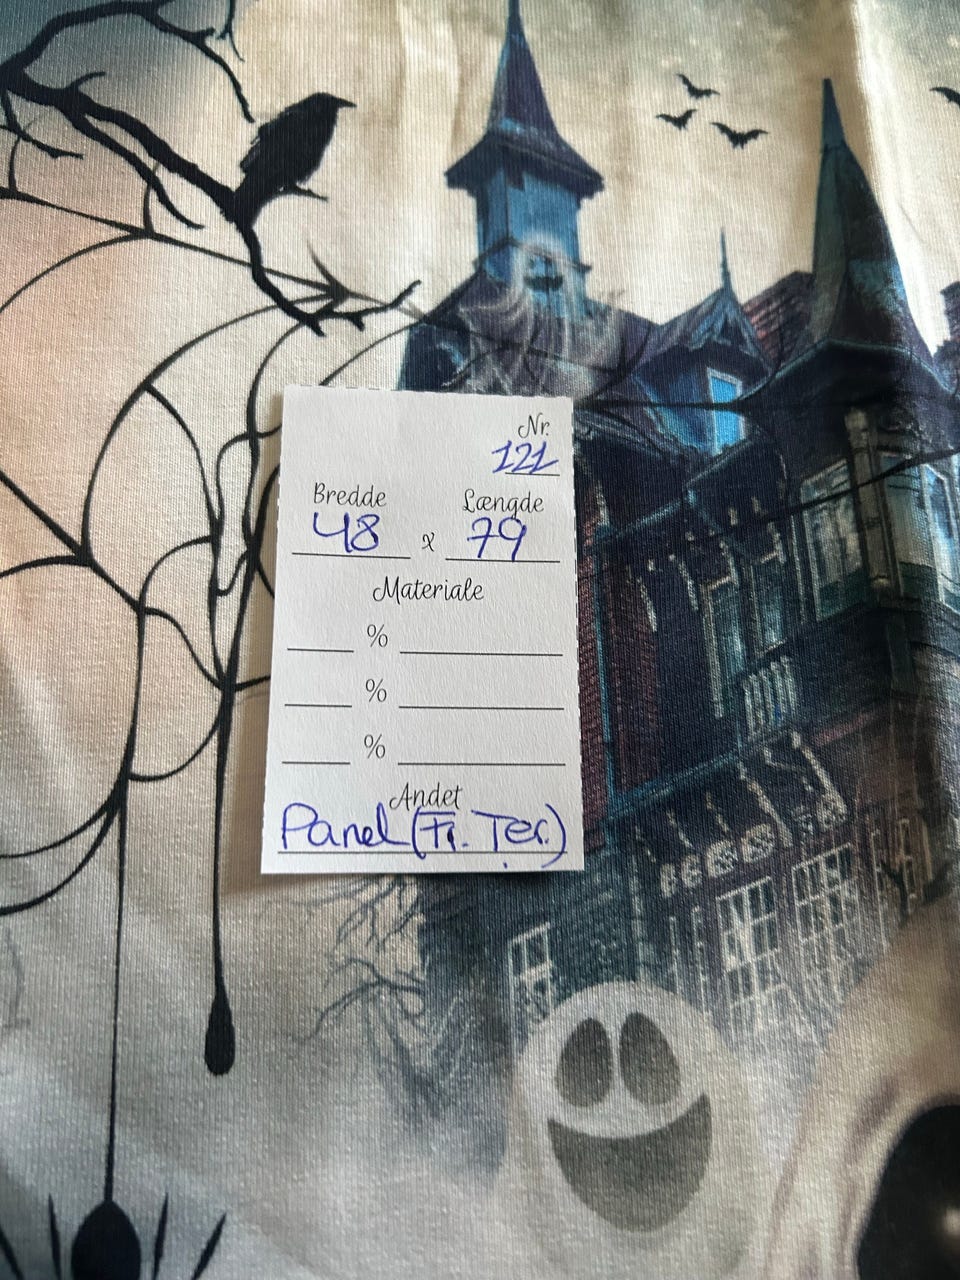 Nr.
121
Bredde Længde
48 x 79
Materiale
%
%
%
Andet
Panel (Fr. Ter.)